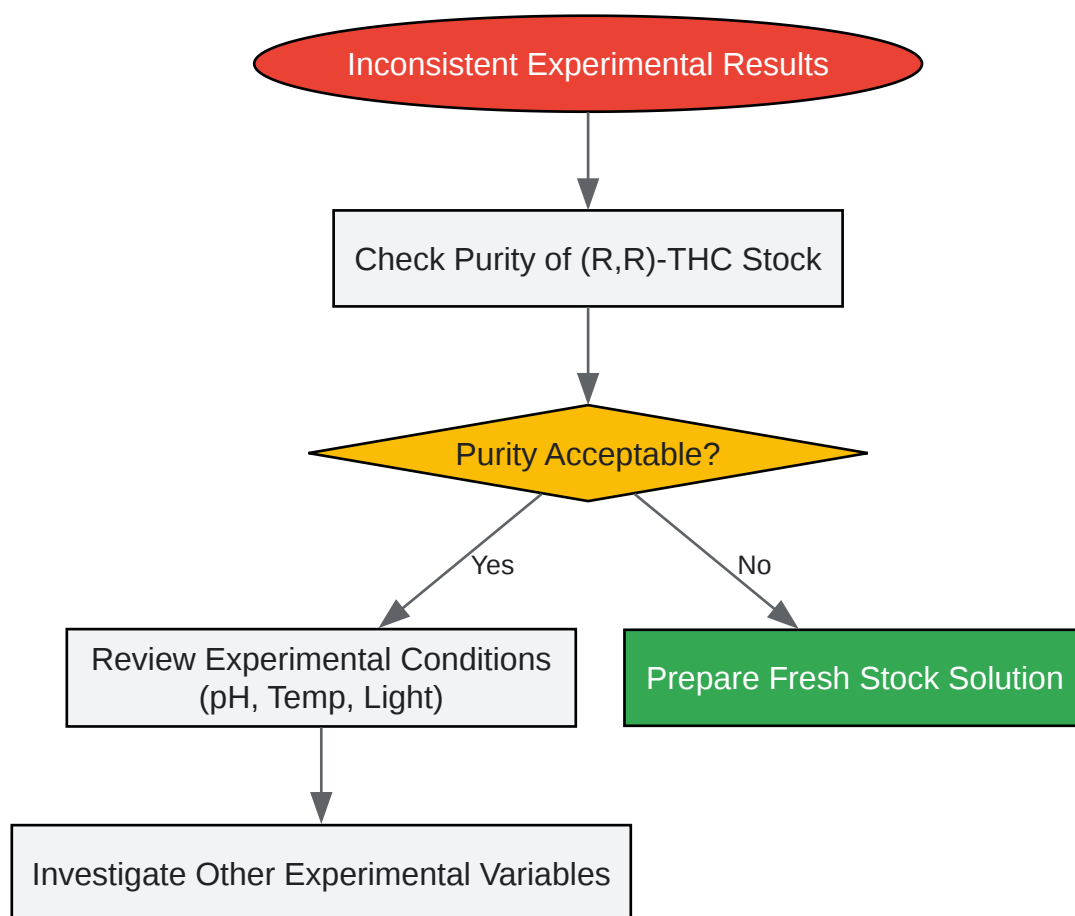 Inconsistent Experimental Results
Check Purity of (R,R)-THC Stock
Purity Acceptable?
Yes
No
Review Experimental Conditions
(pH, Temp, Light)
Prepare Fresh Stock Solution
Investigate Other Experimental Variables